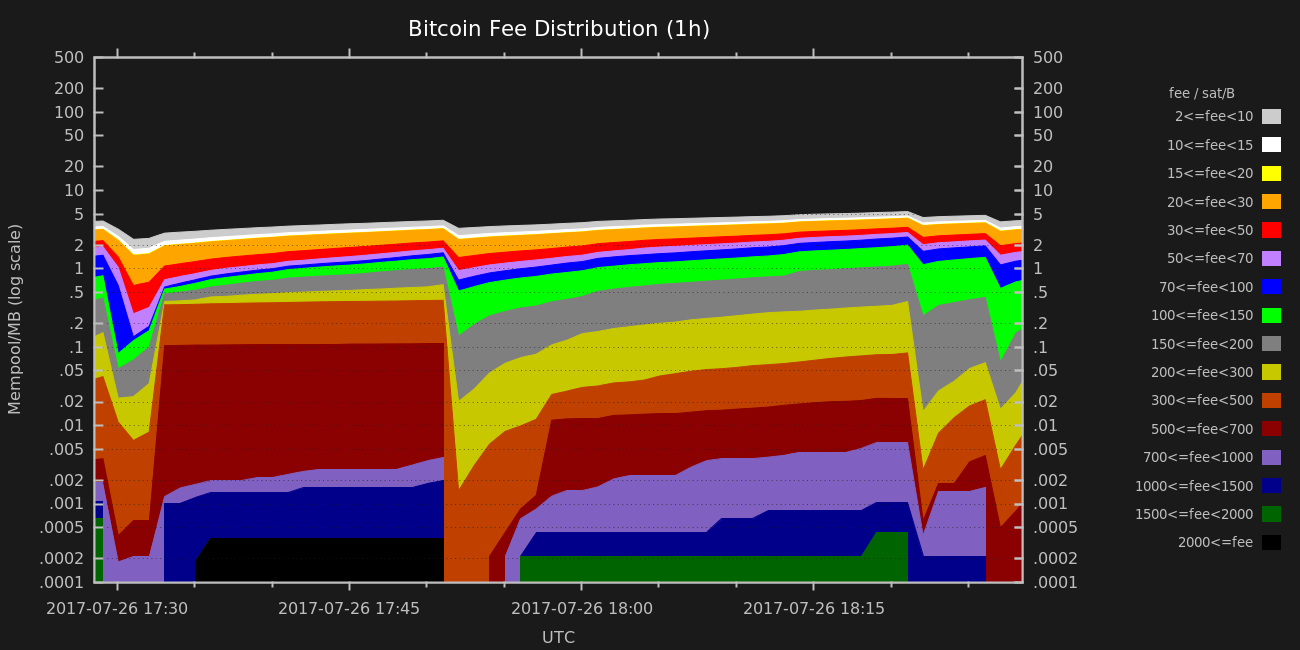 Bitcoin Fee Distribution (1h)
500
200
100
50
20
10
5
2
1
.5
.2
.1
.05
.02
.01
.005
.002
.001
.0005
.0002
.0001
Mempool/MB (log scale)
500
200
100
50
20
10
5
2
1
.5
.2
.1
.05
.02
.01
.005
.002
.001
.0005
.0002
.0001
2017-07-26 17:30
2017-07-26 17:45
2017-07-26 18:00
2017-07-26 18:15
UTC
fee / sat/B
2<=fee<10
10<=fee<15
15<=fee<20
20<=fee<30
30<=fee<50
50<=fee<70
70<=fee<100
100<=fee<150
150<=fee<200
200<=fee<300
300<=fee<500
500<=fee<700
700<=fee<1000
1000<=fee<1500
1500<=fee<2000
2000<=fee